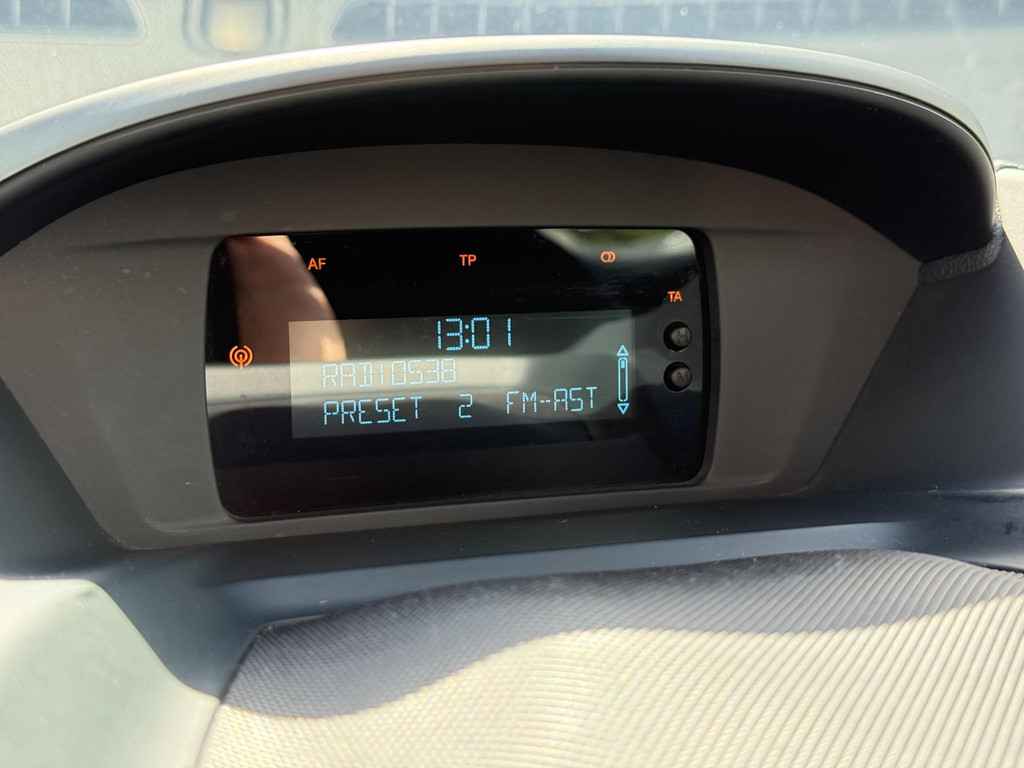 AF TP
TA
13:01
RADIO538
PRESET 2 FM--AST
H
M